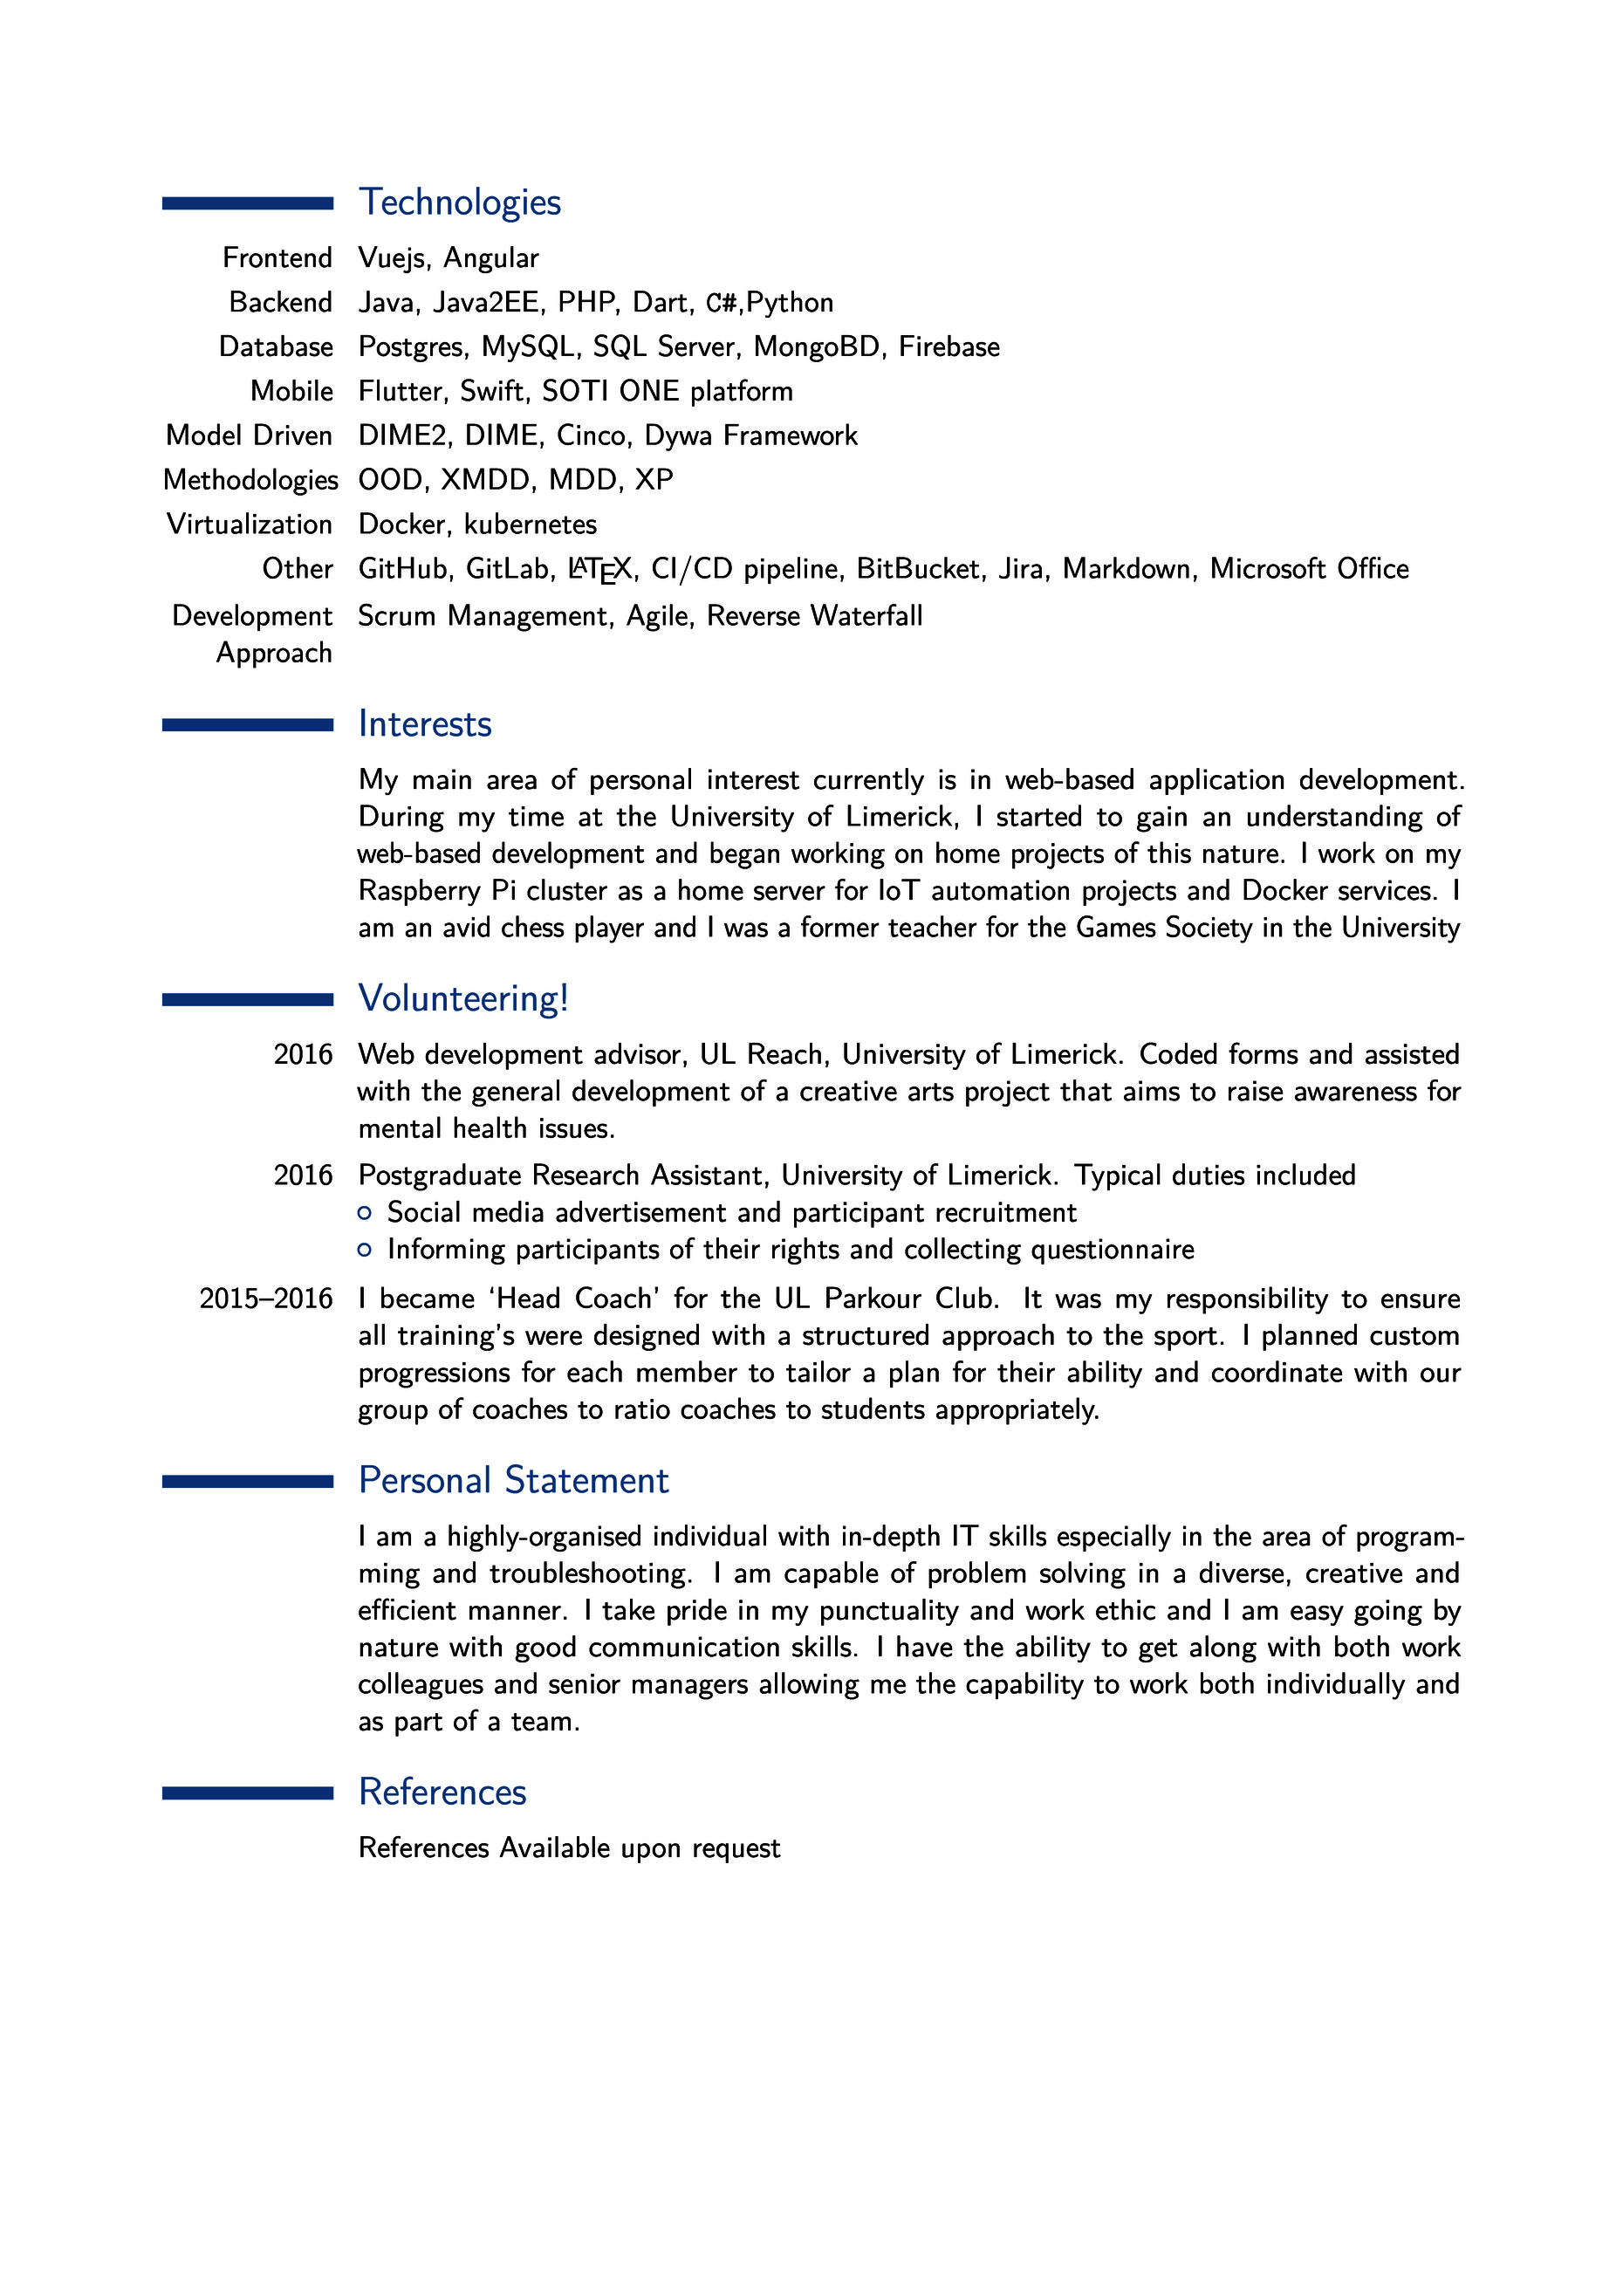 Technologies
Frontend Vuejs, Angular
Backend Java, Java2EE, PHP, Dart, C#,Python
Database Postgres, MySQL, SQL Server, MongoBD, Firebase
Mobile Flutter, Swift, SOTI ONE platform
Model Driven DIME2, DIME, Cinco, Dywa Framework
Methodologies OOD, XMDD, MDD, XP
Virtualization Docker, kubernetes
Other GitHub, GitLab, LATEX, CI/CD pipeline, BitBucket, Jira, Markdown, Microsoft Office
Development Scrum Management, Agile, Reverse Waterfall
Approach
Interests
My main area of personal interest currently is in web-based application development.
During my time at the University of Limerick, I started to gain an understanding of
web-based development and began working on home projects of this nature. I work on my
Raspberry Pi cluster as a home server for IoT automation projects and Docker services. I
am an avid chess player and I was a former teacher for the Games Society in the University
Volunteering!
2016 Web development advisor, UL Reach, University of Limerick. Coded forms and assisted
with the general development of a creative arts project that aims to raise awareness for
mental health issues.
2016 Postgraduate Research Assistant, University of Limerick. Typical duties included
Social media advertisement and participant recruitment
Informing participants of their rights and collecting questionnaire
2015–2016 I became ‘Head Coach’ for the UL Parkour Club. It was my responsibility to ensure
all training’s were designed with a structured approach to the sport. I planned custom
progressions for each member to tailor a plan for their ability and coordinate with our
group of coaches to ratio coaches to students appropriately.
Personal Statement
I am a highly-organised individual with in-depth IT skills especially in the area of program-
ming and troubleshooting. I am capable of problem solving in a diverse, creative and
efficient manner. I take pride in my punctuality and work ethic and I am easy going by
nature with good communication skills. I have the ability to get along with both work
colleagues and senior managers allowing me the capability to work both individually and
as part of a team.
References
References Available upon request